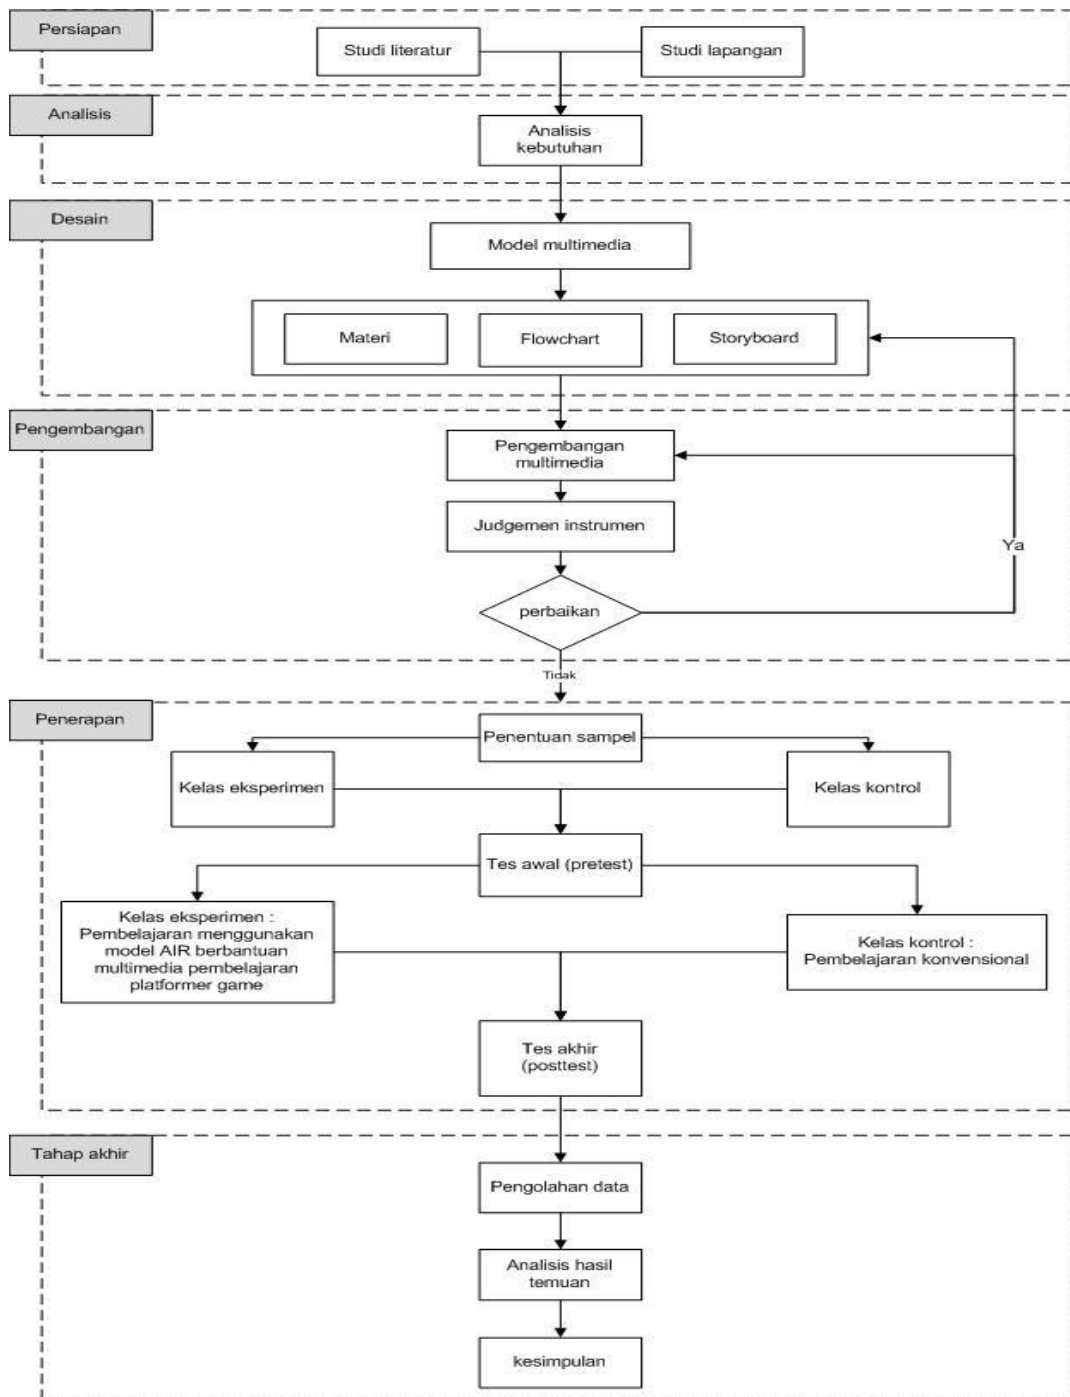 Persiapan
Studi literatur
Studi lapangan
Analisis
Analisis
kebutuhan
Desain
Model multimedia
Materi
Flowchart
Storyboard
Pengembangan
Pengembangan
multimedia
Judgemen instrumen
Ya
perbaikan
Tidak
Penerapan
Penentuan sampel
Kelas eksperimen
Kelas kontrol
Tes awal (pretest)
Kelas eksperimen :
Pembelajaran menggunakan
model AIR berbantuan
multimedia pembelajaran
platformer game
Kelas kontrol :
Pembelajaran konvensional
Tes akhir
(posttest)
Tahap akhir
Pengolahan data
Analisis hasil
temuan
kesimpulan